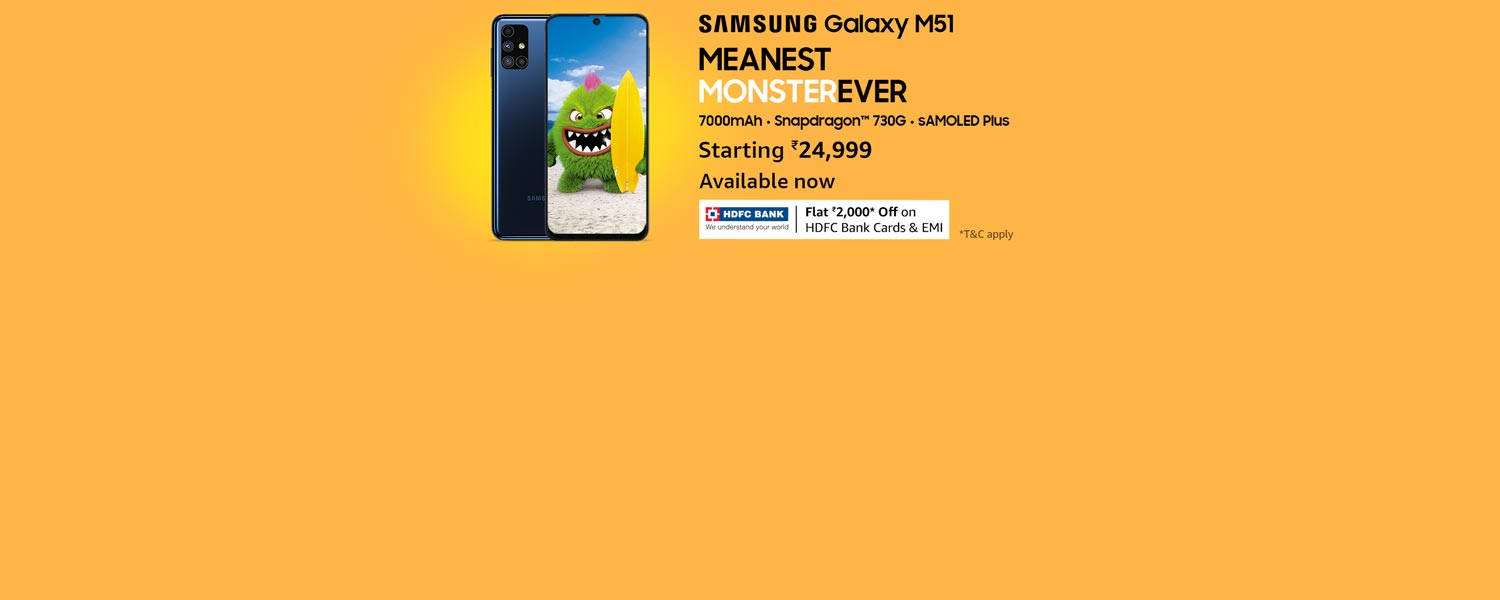 SAMSUNG Galaxy M51
MEANEST
MONSTEREVER
7000mAh • Snapdragon™ 730G • sAMOLED Plus
Starting ₹24,999
Available now
HDFC BANK
We understand your world
Flat ₹2,000* Off on
HDFC Bank Cards & EMI
*T&C apply
SAMS